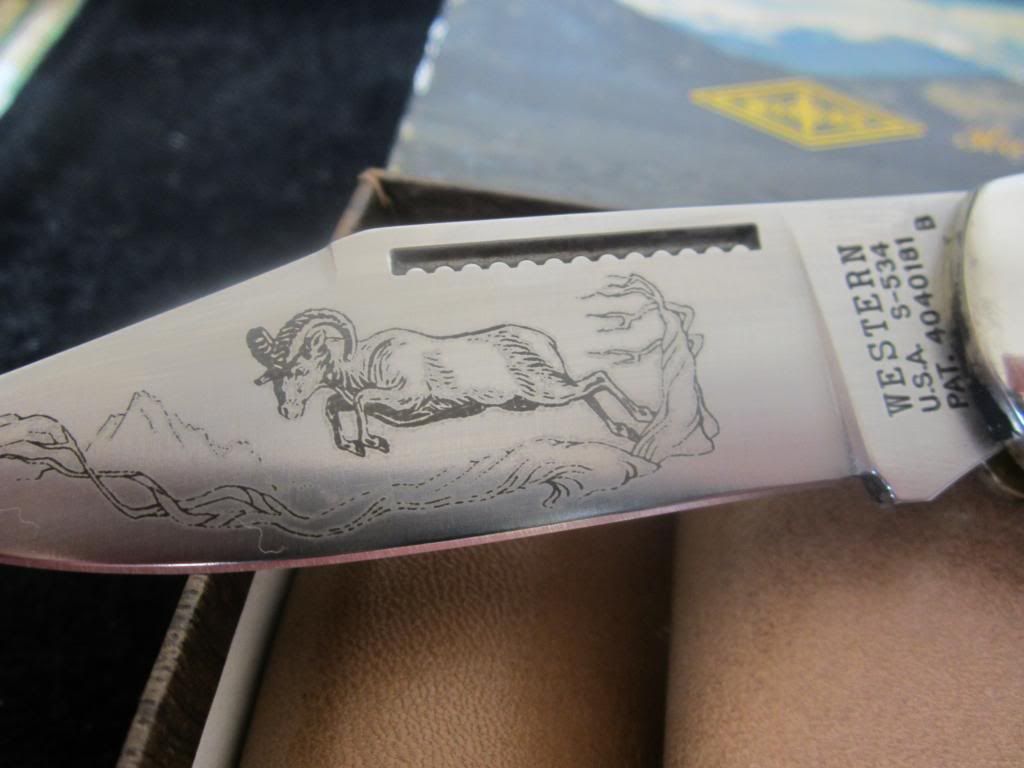 WESTERN
U.S.A. S-534
PAT. 4040181 B